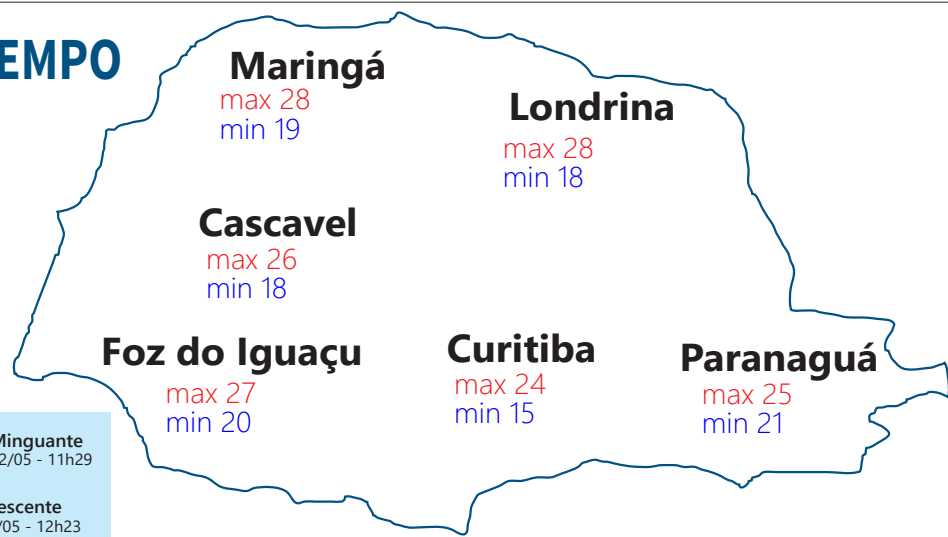 EMPO
Maringá
max 28
min 19
Londrina
max 28
min 18
Cascavel
max 26
min 18
Foz do Iguaçu
max 27
min 20
Curitiba
max 24
min 15
Paranaguá
max 25
min 21
Minguante
2/05 - 11h29
escente
/05 - 12h23